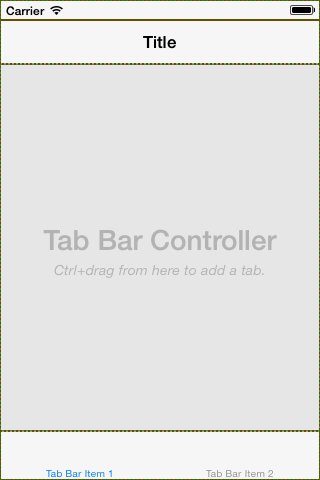 Carrier
Title
Tab Bar Controller
Ctrl+drag from here to add a tab.
Tab Bar Item 1 Tab Bar Item 2